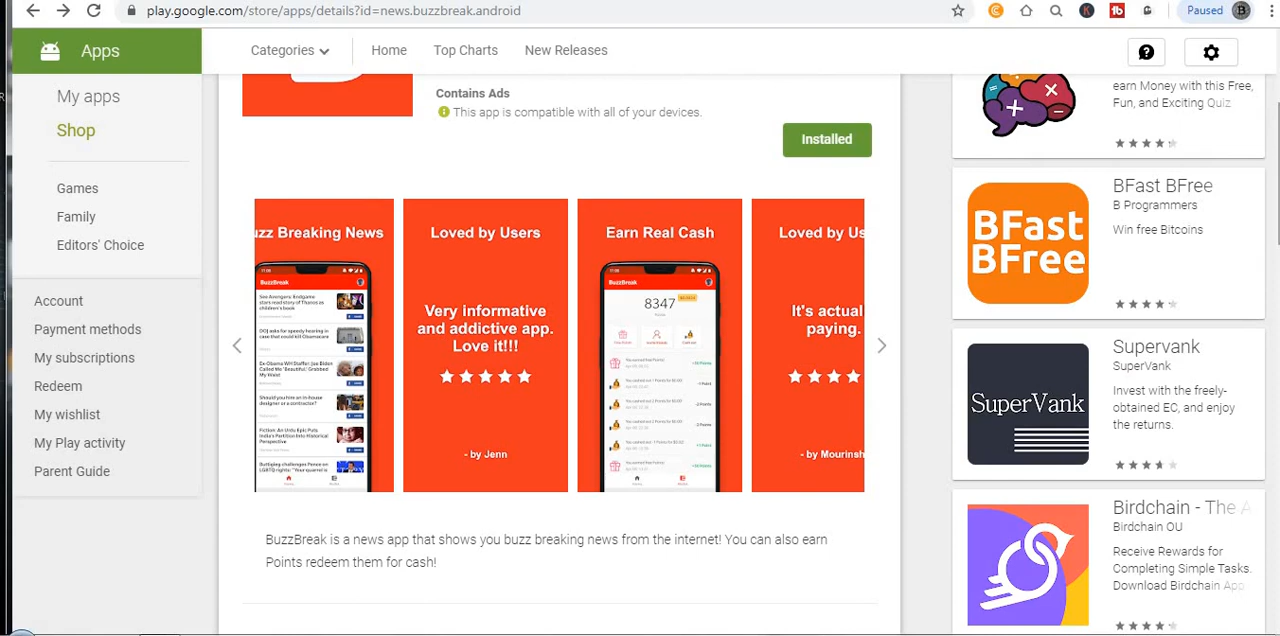 play.google.com/store/apps/details?id=news.buzzbreak.android
Paused
Apps
Categories
Home
Top Charts
New Releases
My apps
Shop
Games
Family
Editors' Choice
Account
Payment methods
My subscriptions
Redeem
My wishlist
My Play activity
Parent Guide
Contains Ads
This app is compatible with all of your devices.
Installed
uzz Breaking News
BuzzBreak
Loved by Users
Very informative
and addictive app.
Love it!!!
- by Jenn
Earn Real Cash
BuzzBreak
8347
Loved by Us
It's actual
paying.
- by Mourinsh
BuzzBreak is a news app that shows you buzz breaking news from the internet! You can also earn
Points redeem them for cash!
earn Money with this Free,
Fun, and Exciting Quiz
BFast BFree
B Programmers
Win free Bitcoins
BFast
BFree
Supervank
SuperVank
Invest with the freely-
obtained EC, and enjoy
the returns.
SuperVank
Birdchain - The A
Birdchain OU
Receive Rewards for
Completing Simple Tasks.
Download Birdchain App